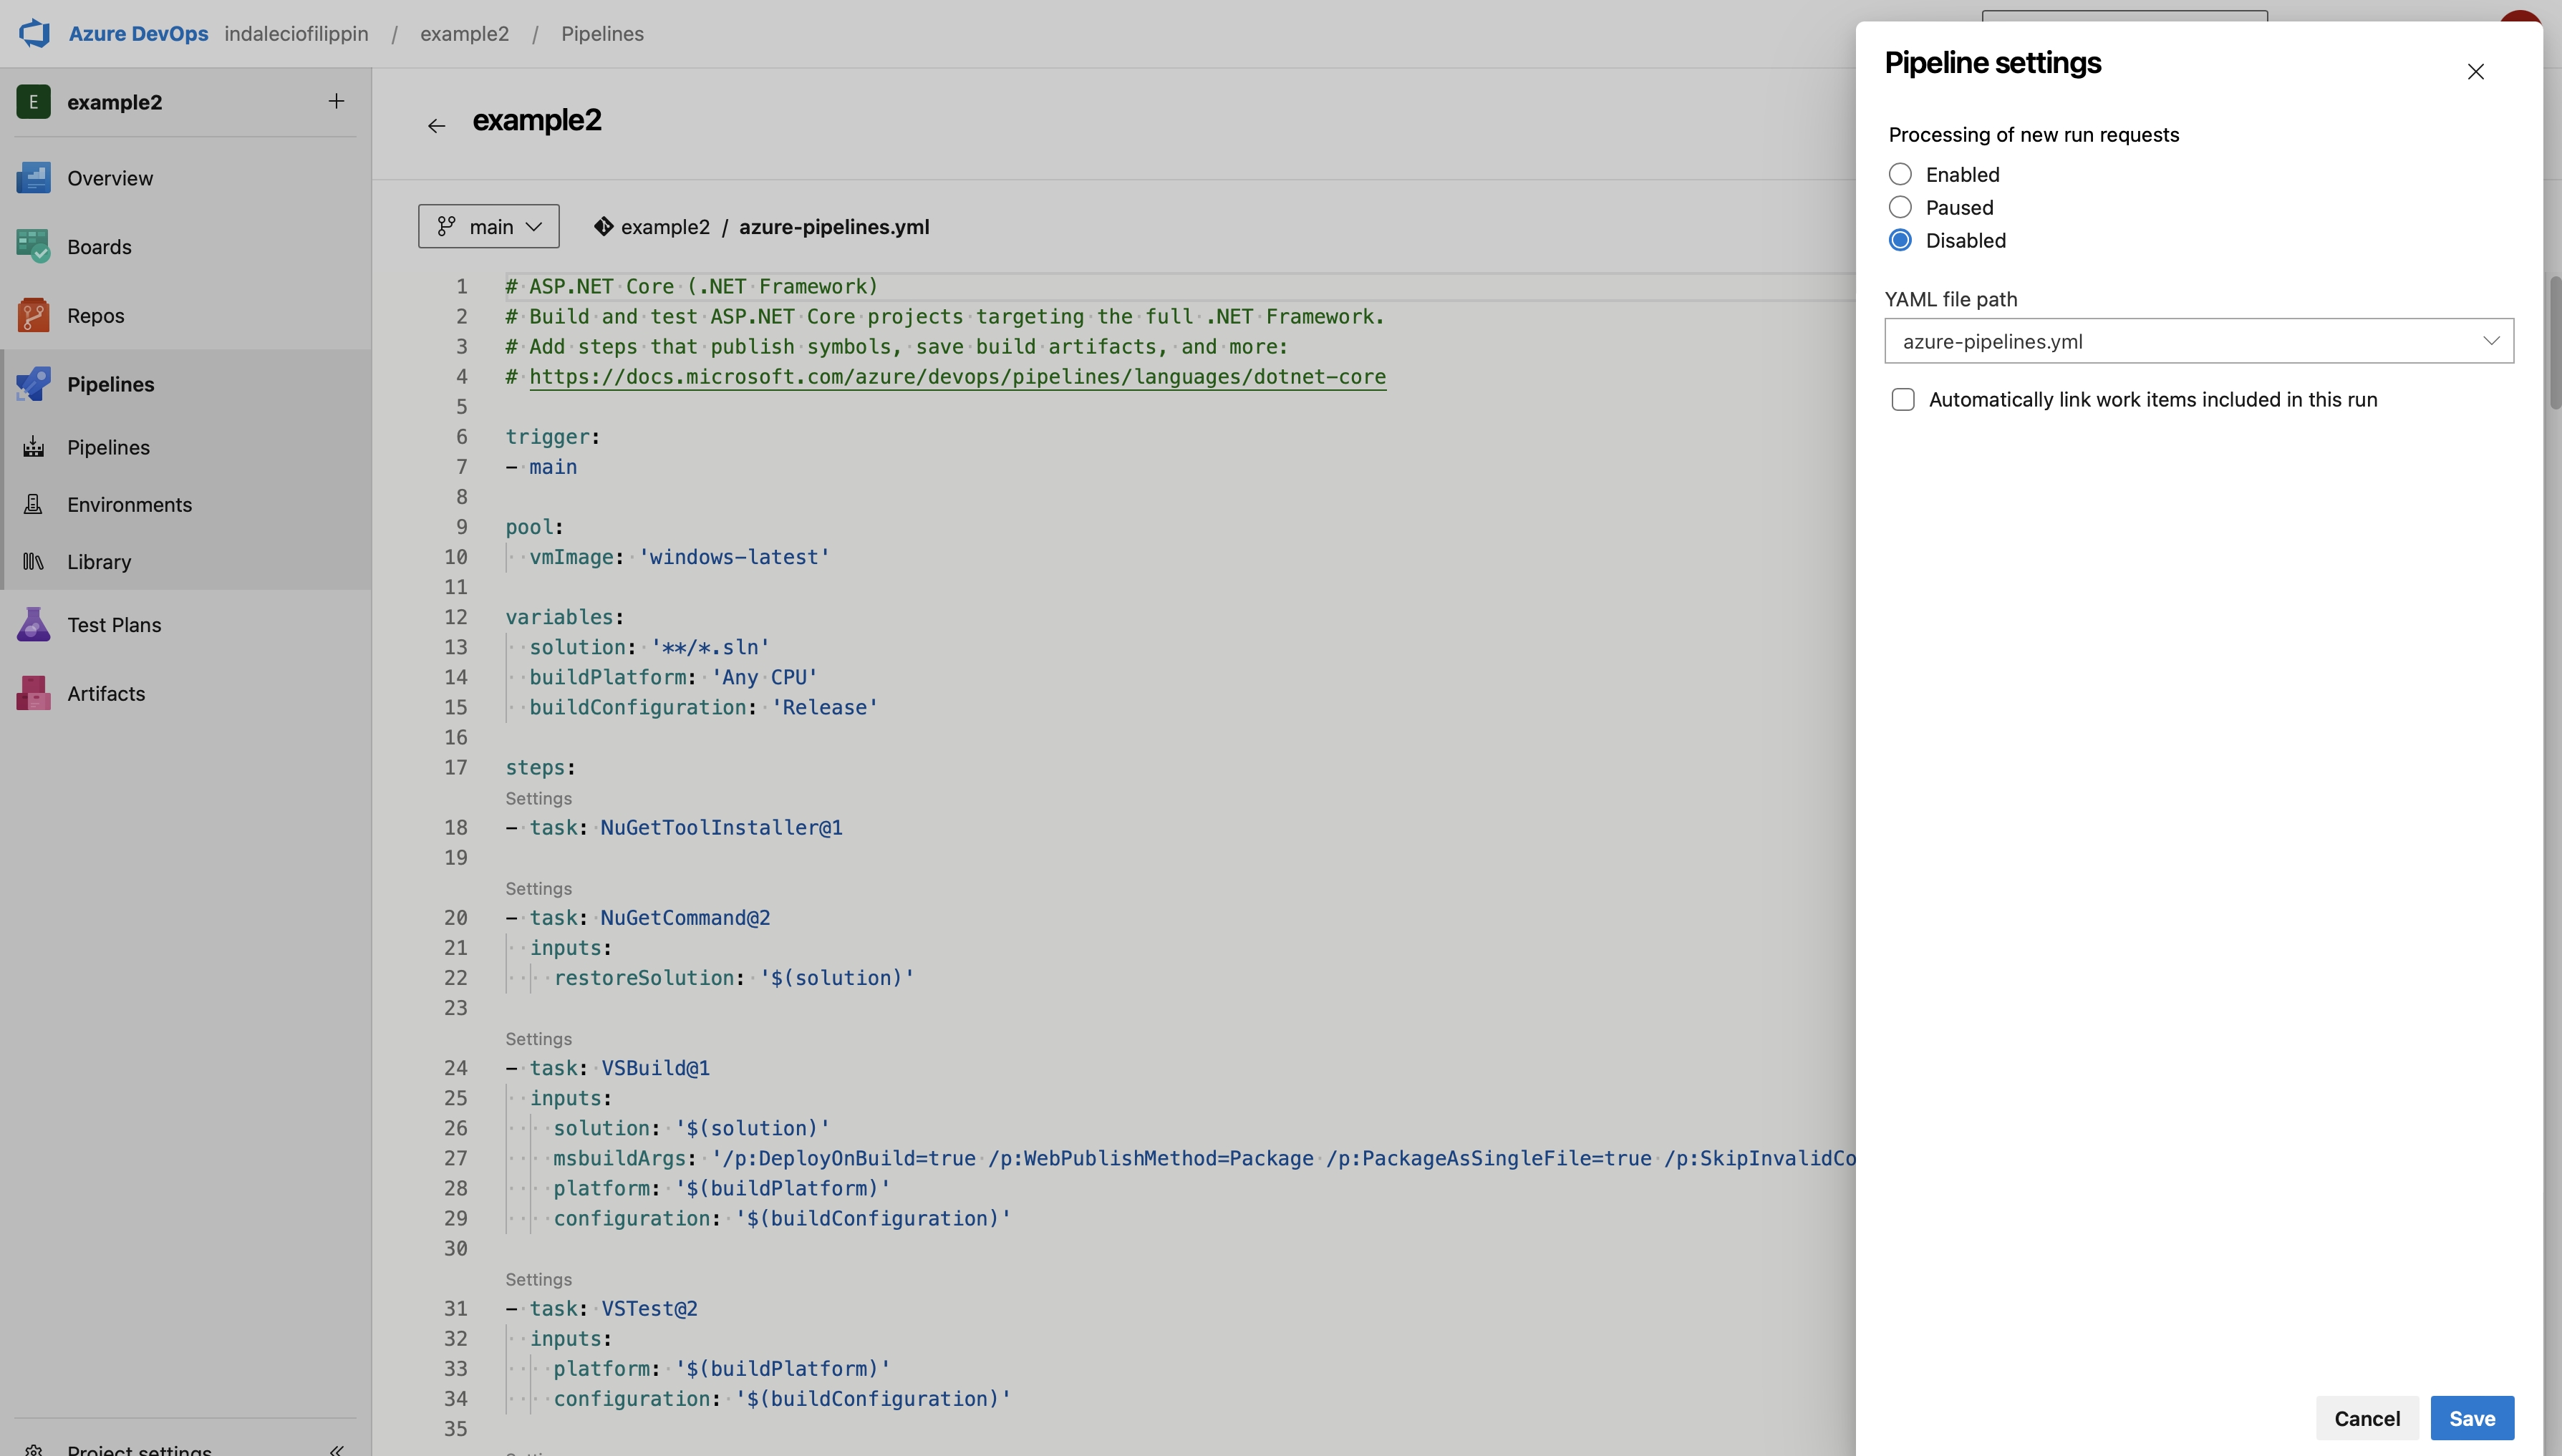 Azure DevOps indaleciofilippin / example2 / Pipelines
E example2
Overview
Boards
Repos
Pipelines
Pipelines
Environments
Library
Test Plans
Artifacts
Project settings
example2
main example2 / azure-pipelines.yml
1 # ASP.NET Core (.NET Framework)
2 # Build and test ASP.NET Core projects targeting the full .NET Framework.
3 # Add steps that publish symbols, save build artifacts, and more:
4 # https://docs.microsoft.com/azure/devops/pipelines/languages/dotnet-core
5
6 trigger:
7 - main
8
9 pool:
10 vmImage: 'windows-latest'
11
12 variables:
13 solution: '**/*.sln'
14 buildPlatform: 'Any CPU'
15 buildConfiguration: 'Release'
16
17 steps:
Settings
18 - task: NuGetToolInstaller@1
19
Settings
20 - task: NuGetCommand@2
21 inputs:
22 restoreSolution: '$(solution)'
23
Settings
24 - task: VSBuild@1
25 inputs:
26 solution: '$(solution)'
27 msbuildArgs: '/p:DeployOnBuild=true /p:WebPublishMethod=Package /p:PackageAsSingleFile=true /p:SkipInvalidCo
28 platform: '$(buildPlatform)'
29 configuration: '$(buildConfiguration)'
30
Settings
31 - task: VSTest@2
32 inputs:
33 platform: '$(buildPlatform)'
34 configuration: '$(buildConfiguration)'
35
Pipeline settings
Processing of new run requests
Enabled
Paused
Disabled
YAML file path
azure-pipelines.yml
Automatically link work items included in this run
Cancel Save